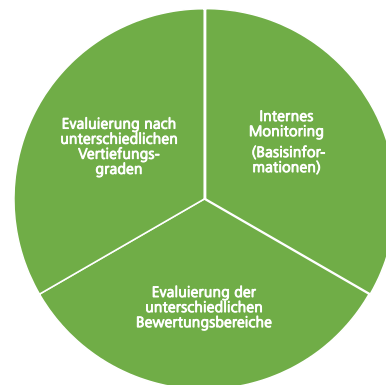 Evaluierung nach
unterschiedlichen
Vertiefungs-
graden
Internes
Monitoring
(Basisinfor-
mationen)
Evaluierung der
unterschiedlichen
Bewertungsbereiche